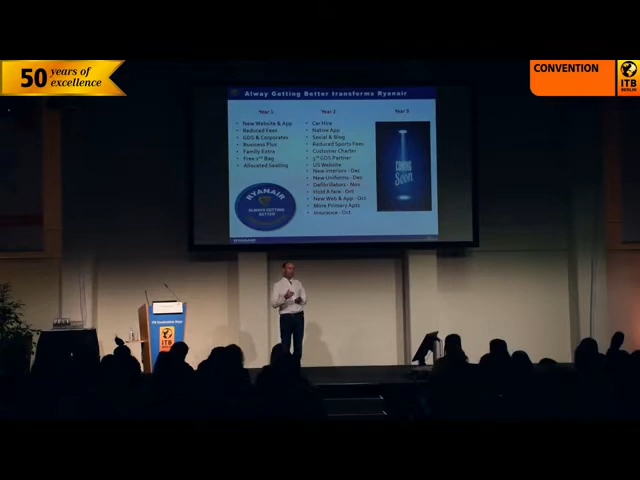 50 years of
excellence
CONVENTION
ITB
BERLIN
Alway Getting Better transforms Ryanair
Year 1
• New Website & App
• Reduced Fees
• GDS & Corporates
• Business Plus
• Family Extra
• Free 2nd Bag
• Allocated Seating
RYANAIR
ALWAYS GETTING
BETTER
Year 2
• Car Hire
• Native App
• Social & Blog
• Reduced Sports Fees
• Customer Charter
• 3rd GDS Partner
• US Website
• New interiors - Dec
• New Uniforms - Dec
• Defibrillators - Nov
• Hold A fare - Oct
• New Web & App - Oct
• More Primary Apts
• Insurance - Oct
Year 3
COMING
Soon
ITB